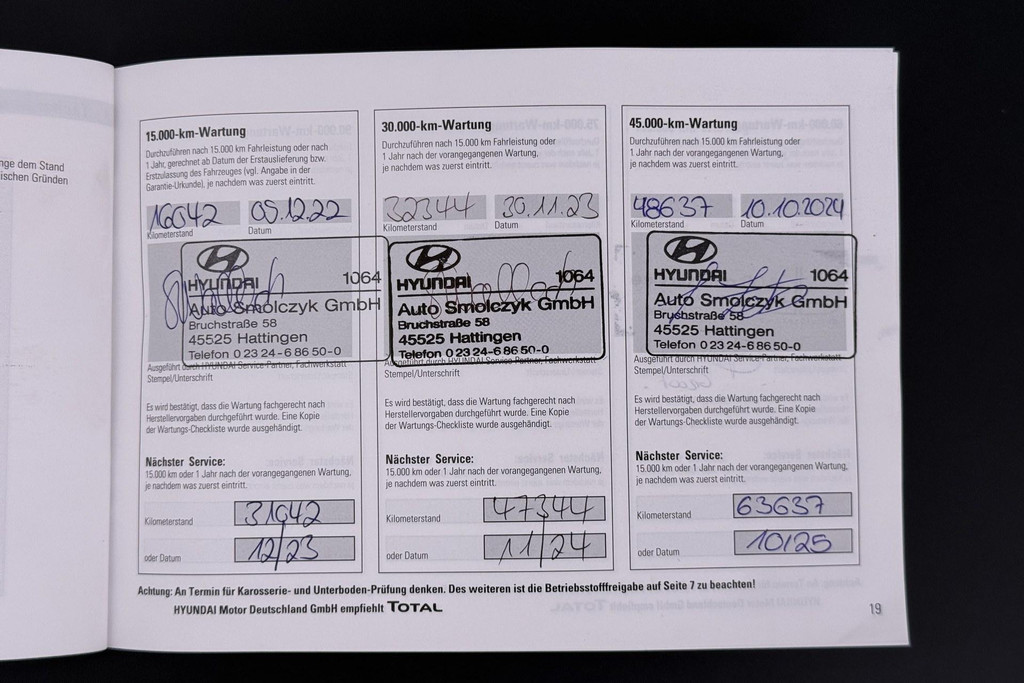 nge dem Stand
ischen Gründen
15.000-km-Wartung
Durchzuführen nach 15.000 km Fahrleistung oder nach
1 Jahr, gerechnet ab Datum der Erstauslieferung bzw.
Erstzulassung des Fahrzeuges (vgl. Angabe in der
Garantie-Urkunde), je nachdem was zuerst eintritt.
16042 05.12.22
Kilometerstand Datum
HYUNDAI 1064
Auto Smolczyk GmbH
Bruchstraße 58
45525 Hattingen
Telefon 0 23 24-6 86 50-0
Ausgeführt durch HYUNDAI Service-Partner, Fachwerkstatt
Stempel/Unterschrift
Es wird bestätigt, dass die Wartung fachgerecht nach
Herstellervorgaben durchgeführt wurde. Eine Kopie
der Wartungs-Checkliste wurde ausgehändigt.
Nächster Service:
15.000 km oder 1 Jahr nach der vorangegangenen Wartung,
je nachdem was zuerst eintritt.
Kilometerstand 31042
oder Datum 12/23
30.000-km-Wartung
Durchzuführen nach 15.000 km Fahrleistung oder
1 Jahr nach der vorangegangenen Wartung,
je nachdem was zuerst eintritt.
32344 30.11.23
Kilometerstand Datum
HYUNDAI 1064
Auto Smolczyk GmbH
Bruchstraße 58
45525 Hattingen
Telefon 0 23 24-6 86 50-0
Ausgeführt durch HYUNDAI Service-Partner, Fachwerkstatt
Stempel/Unterschrift
Es wird bestätigt, dass die Wartung fachgerecht nach
Herstellervorgaben durchgeführt wurde. Eine Kopie
der Wartungs-Checkliste wurde ausgehändigt.
Nächster Service:
15.000 km oder 1 Jahr nach der vorangegangenen Wartung,
je nachdem was zuerst eintritt.
Kilometerstand 47344
oder Datum 11/24
45.000-km-Wartung
Durchzuführen nach 15.000 km Fahrleistung oder
1 Jahr nach der vorangegangenen Wartung,
je nachdem was zuerst eintritt.
48637 10.10.2024
Kilometerstand Datum
HYUNDAI 1064
Auto Smolczyk GmbH
Bruchstraße 58
45525 Hattingen
Telefon 0 23 24-6 86 50-0
Ausgeführt durch HYUNDAI Service-Partner, Fachwerkstatt
Stempel/Unterschrift
Es wird bestätigt, dass die Wartung fachgerecht nach
Herstellervorgaben durchgeführt wurde. Eine Kopie
der Wartungs-Checkliste wurde ausgehändigt.
Nächster Service:
15.000 km oder 1 Jahr nach der vorangegangenen Wartung,
je nachdem was zuerst eintritt.
Kilometerstand 63637
oder Datum 10/25
Achtung: An Termin für Karosserie- und Unterboden-Prüfung denken. Des weiteren ist die Betriebsstofffreigabe auf Seite 7 zu beachten!
HYUNDAI Motor Deutschland GmbH empfiehlt TOTAL
19